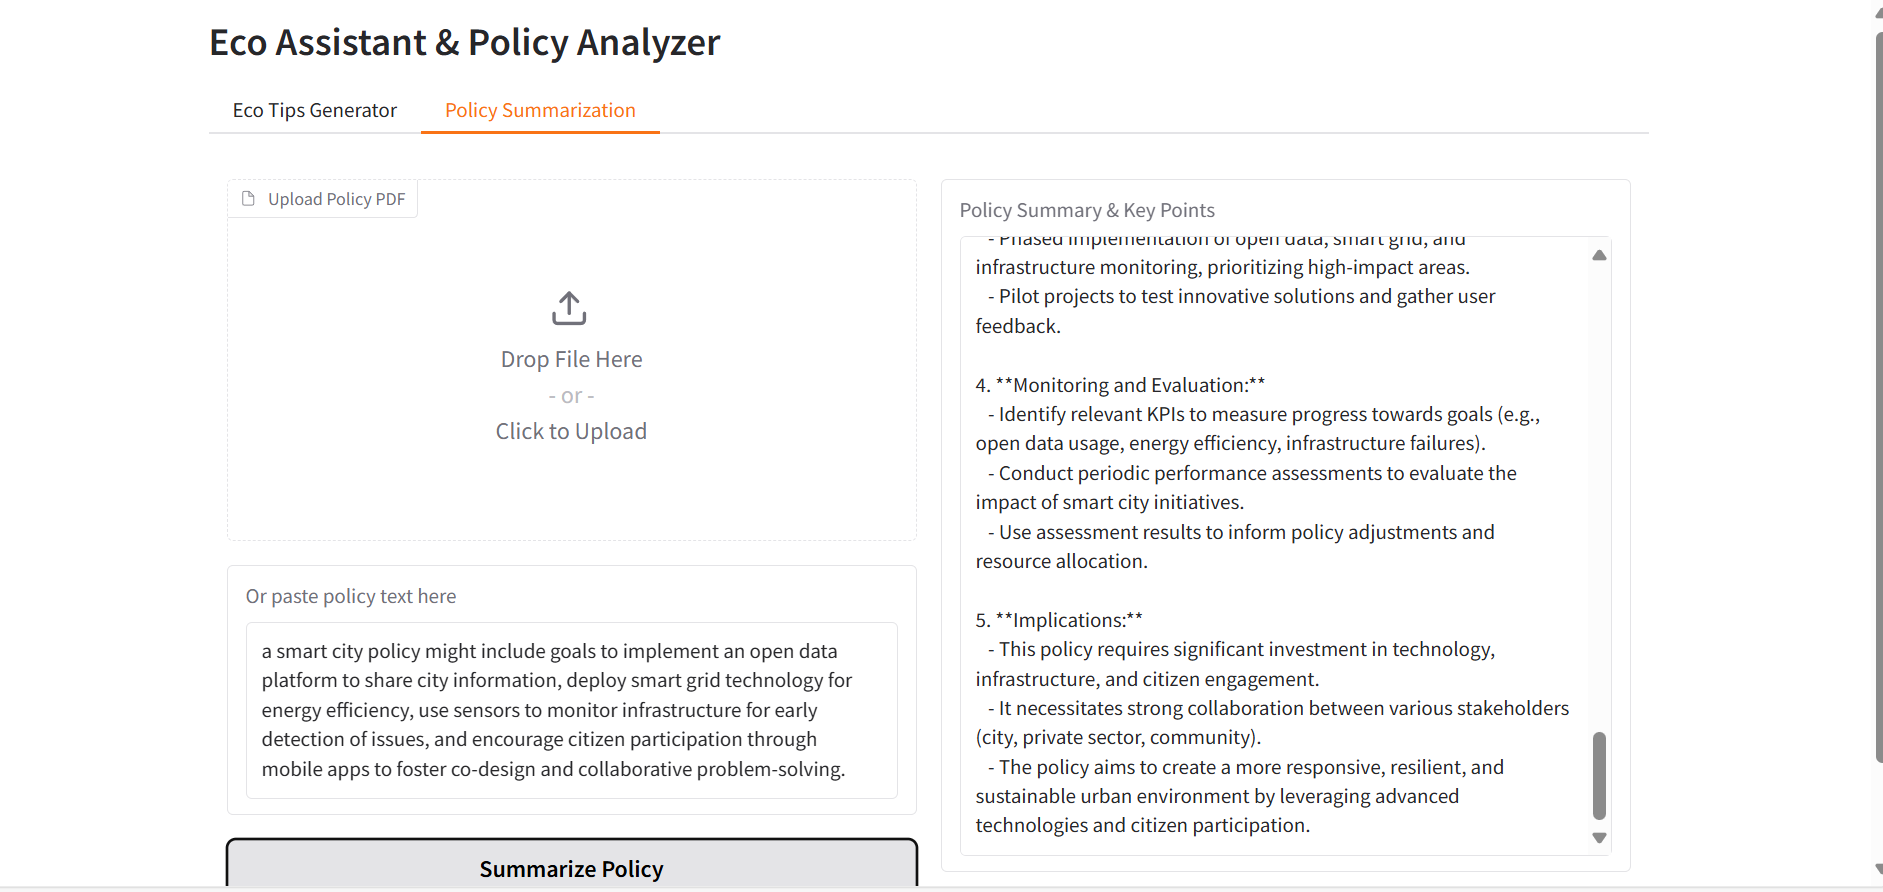 Eco Assistant & Policy Analyzer
Eco Tips Generator
Policy Summarization
Upload Policy PDF
Drop File Here
- or -
Click to Upload
Or paste policy text here
a smart city policy might include goals to implement an open data
platform to share city information, deploy smart grid technology for
energy efficiency, use sensors to monitor infrastructure for early
detection of issues, and encourage citizen participation through
mobile apps to foster co-design and collaborative problem-solving.
Summarize Policy
Policy Summary & Key Points
- Phased implementation of open data, smart grid, and
infrastructure monitoring, prioritizing high-impact areas.
- Pilot projects to test innovative solutions and gather user
feedback.
4. **Monitoring and Evaluation:**
- Identify relevant KPIs to measure progress towards goals (e.g.,
open data usage, energy efficiency, infrastructure failures).
- Conduct periodic performance assessments to evaluate the
impact of smart city initiatives.
- Use assessment results to inform policy adjustments and
resource allocation.
5. **Implications:**
- This policy requires significant investment in technology,
infrastructure, and citizen engagement.
- It necessitates strong collaboration between various stakeholders
(city, private sector, community).
- The policy aims to create a more responsive, resilient, and
sustainable urban environment by leveraging advanced
technologies and citizen participation.